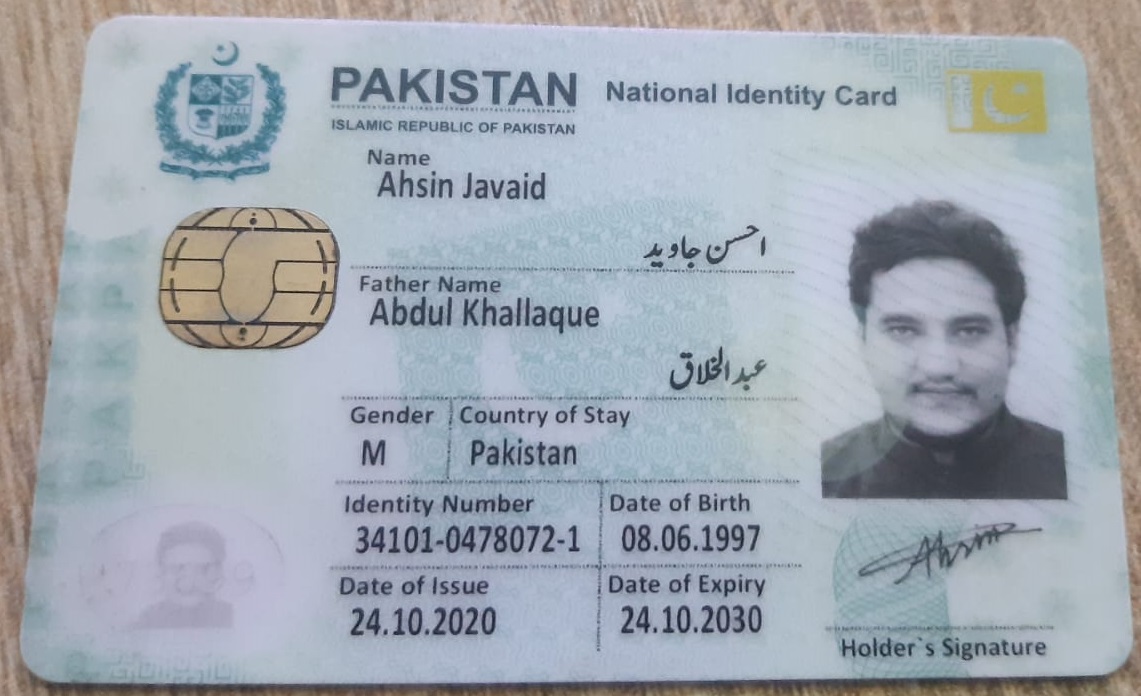 PAKISTAN National Identity Card
ISLAMIC REPUBLIC OF PAKISTAN
Name
Ahsin Javaid
احسن جاوید
Father Name
Abdul Khallaque
عبدالخلاق
Gender Country of Stay
M Pakistan
Identity Number Date of Birth
34101-0478072-1 08.06.1997
Date of Issue Date of Expiry
24.10.2020 24.10.2030
Ahsin
Holder`s Signature